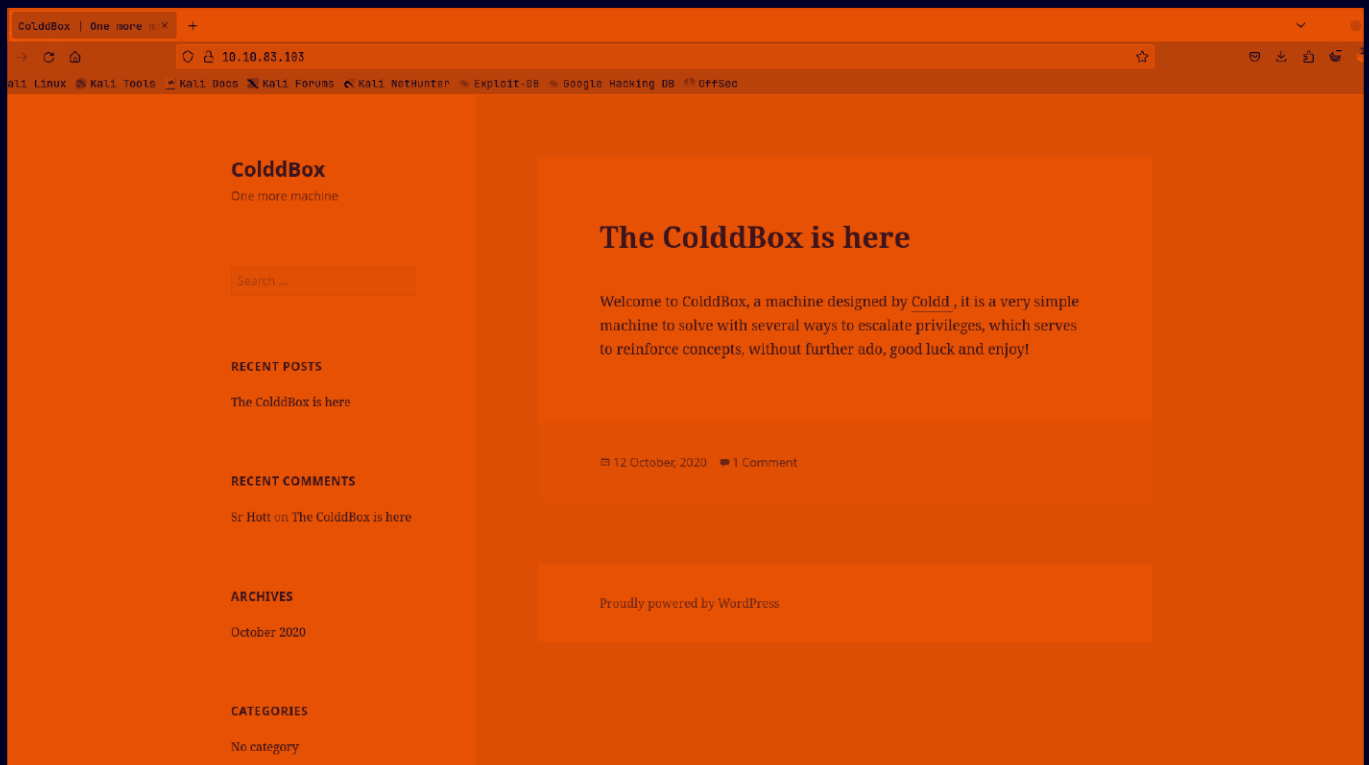 ColddBox | One more
10.10.83.103
ali Linux Kali Tools Kali Docs Kali Forums Kali NetHunter Exploit-DB Google Hacking DB OffSec
ColddBox
One more machine
Search ...
RECENT POSTS
The ColddBox is here
RECENT COMMENTS
Sr Hott on The ColddBox is here
ARCHIVES
October 2020
CATEGORIES
No category
The ColddBox is here
Welcome to ColddBox, a machine designed by Coldd , it is a very simple
machine to solve with several ways to escalate privileges, which serves
to reinforce concepts, without further ado, good luck and enjoy!
12 October, 2020 1 Comment
Proudly powered by WordPress